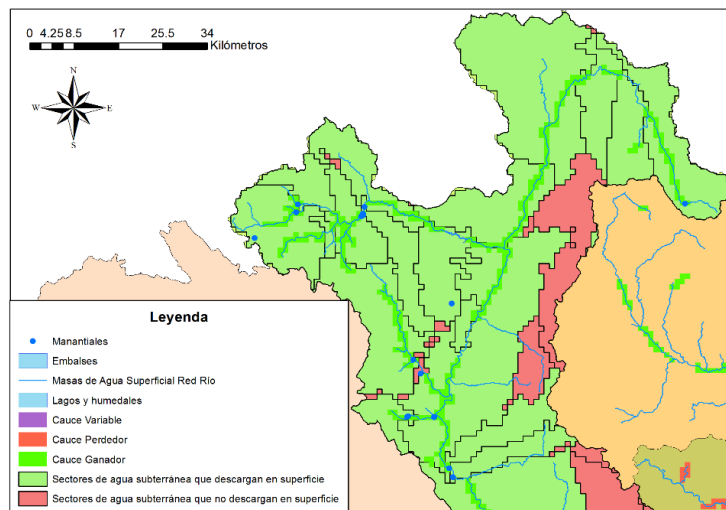 0 4.25 8.5 17 25.5 34
Kilómetros
N
W E
S
Leyenda
Manantiales
Embalses
Masas de Agua Superficial Red Río
Lagos y humedales
Cauce Variable
Cauce Perdedor
Cauce Ganador
Sectores de agua subterránea que descargan en superficie
Sectores de agua subterránea que no descargan en superficie